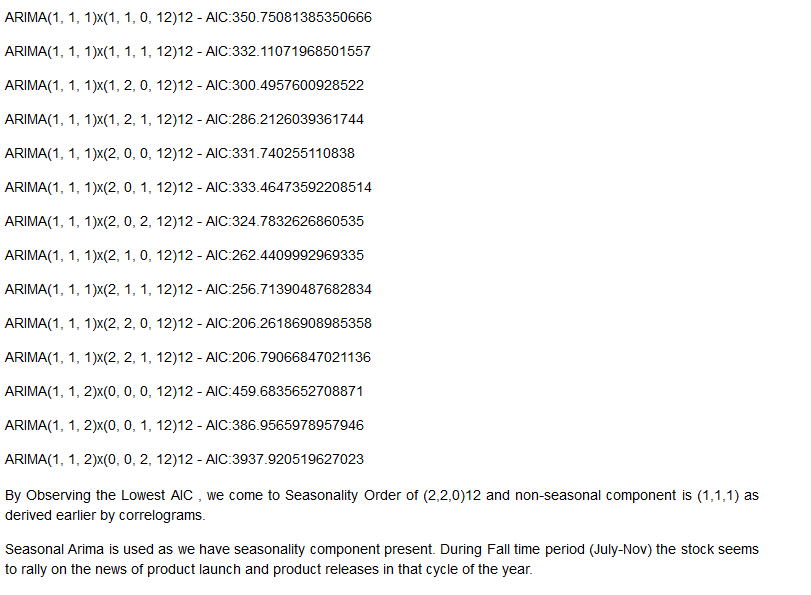 ARIMA(1, 1, 1)x(1, 1, 0, 12)12 - AIC:350.75081385350666
ARIMA(1, 1, 1)x(1, 1, 1, 12)12 - AIC:332.11071968501557
ARIMA(1, 1, 1)x(1, 2, 0, 12)12 - AIC:300.4957600928522
ARIMA(1, 1, 1)x(1, 2, 1, 12)12 - AIC:286.2126039361744
ARIMA(1, 1, 1)x(2, 0, 0, 12)12 - AIC:331.740255110838
ARIMA(1, 1, 1)x(2, 0, 1, 12)12 - AIC:333.46473592208514
ARIMA(1, 1, 1)x(2, 0, 2, 12)12 - AIC:324.7832626860535
ARIMA(1, 1, 1)x(2, 1, 0, 12)12 - AIC:262.4409992969335
ARIMA(1, 1, 1)x(2, 1, 1, 12)12 - AIC:256.71390487682834
ARIMA(1, 1, 1)x(2, 2, 0, 12)12 - AIC:206.26186908985358
ARIMA(1, 1, 1)x(2, 2, 1, 12)12 - AIC:206.79066847021136
ARIMA(1, 1, 2)x(0, 0, 0, 12)12 - AIC:459.6835652708871
ARIMA(1, 1, 2)x(0, 0, 1, 12)12 - AIC:386.9565978957946
ARIMA(1, 1, 2)x(0, 0, 2, 12)12 - AIC:3937.920519627023
By Observing the Lowest AIC , we come to Seasonality Order of (2,2,0)12 and non-seasonal component is (1,1,1) as
derived earlier by correlograms.
Seasonal Arima is used as we have seasonality component present. During Fall time period (July-Nov) the stock seems
to rally on the news of product launch and product releases in that cycle of the year.